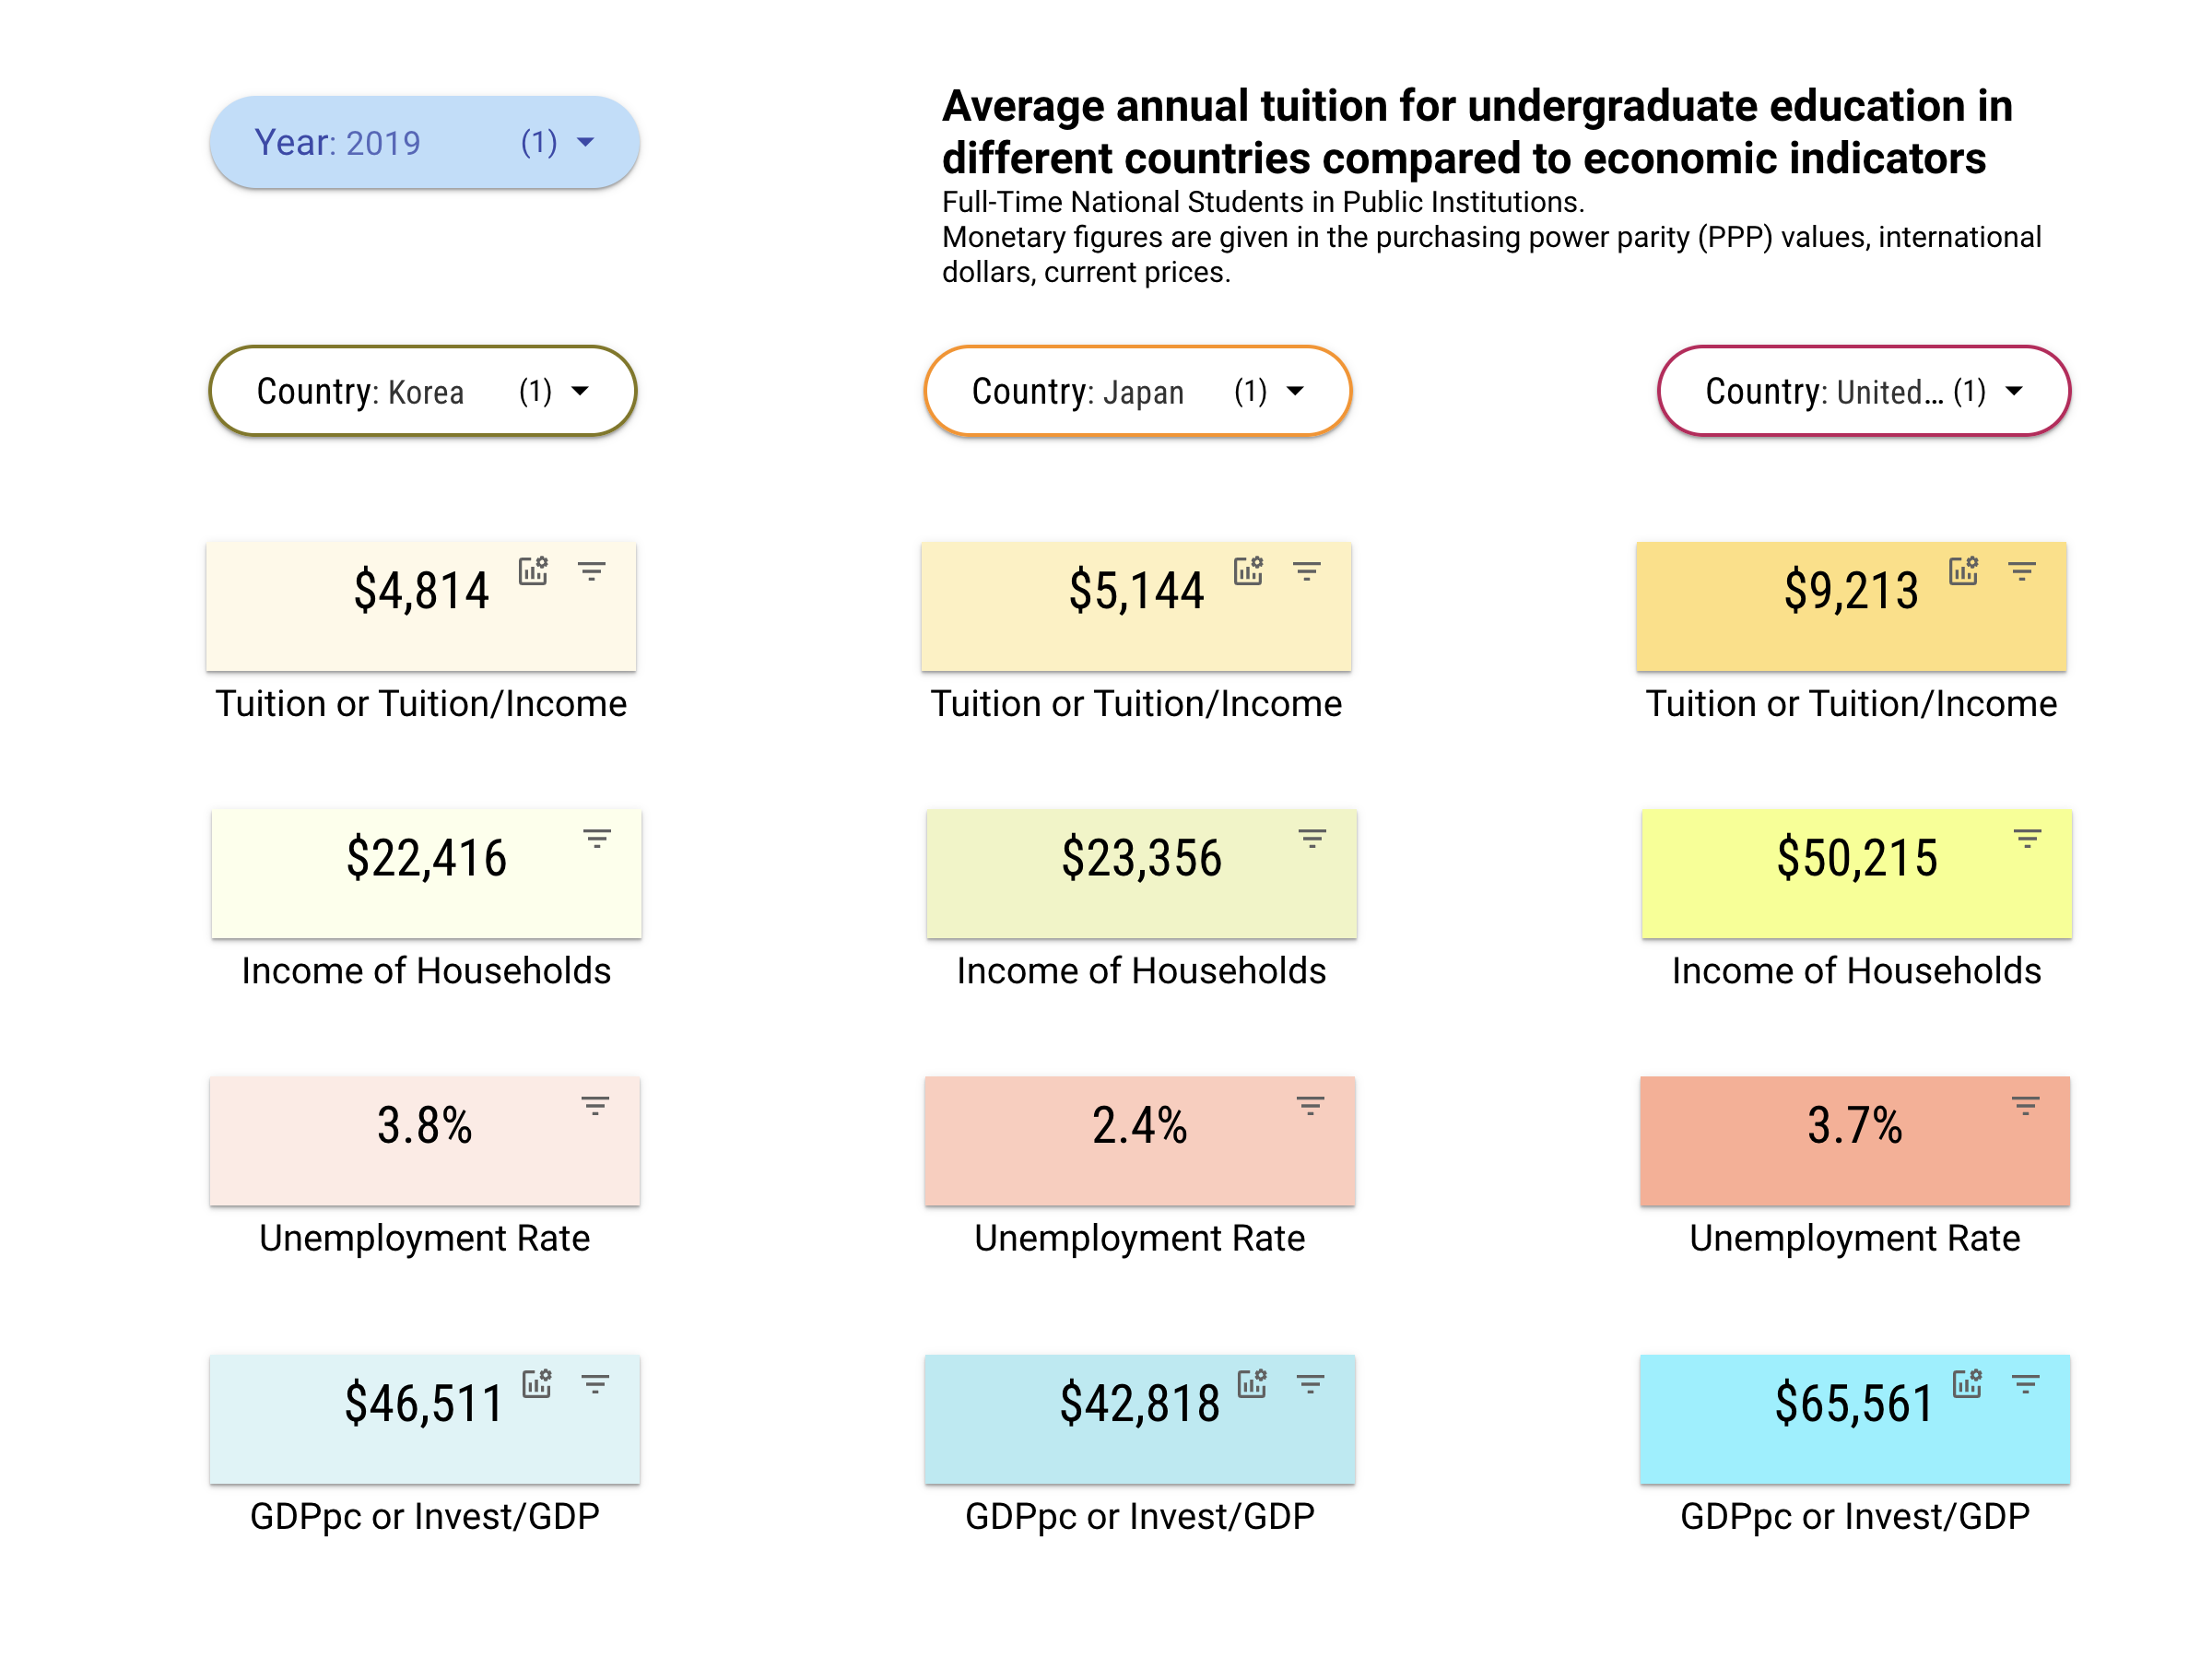 Year: 2019 (1)
Average annual tuition for undergraduate education in
different countries compared to economic indicators
Full-Time National Students in Public Institutions.
Monetary figures are given in the purchasing power parity (PPP) values, international
dollars, current prices.
Country: Korea (1)
Country: Japan (1)
Country: United... (1)
$4,814
$5,144
$9,213
Tuition or Tuition/Income
Tuition or Tuition/Income
Tuition or Tuition/Income
$22,416
$23,356
$50,215
Income of Households
Income of Households
Income of Households
3.8%
2.4%
3.7%
Unemployment Rate
Unemployment Rate
Unemployment Rate
$46,511
$42,818
$65,561
GDPpc or Invest/GDP
GDPpc or Invest/GDP
GDPpc or Invest/GDP